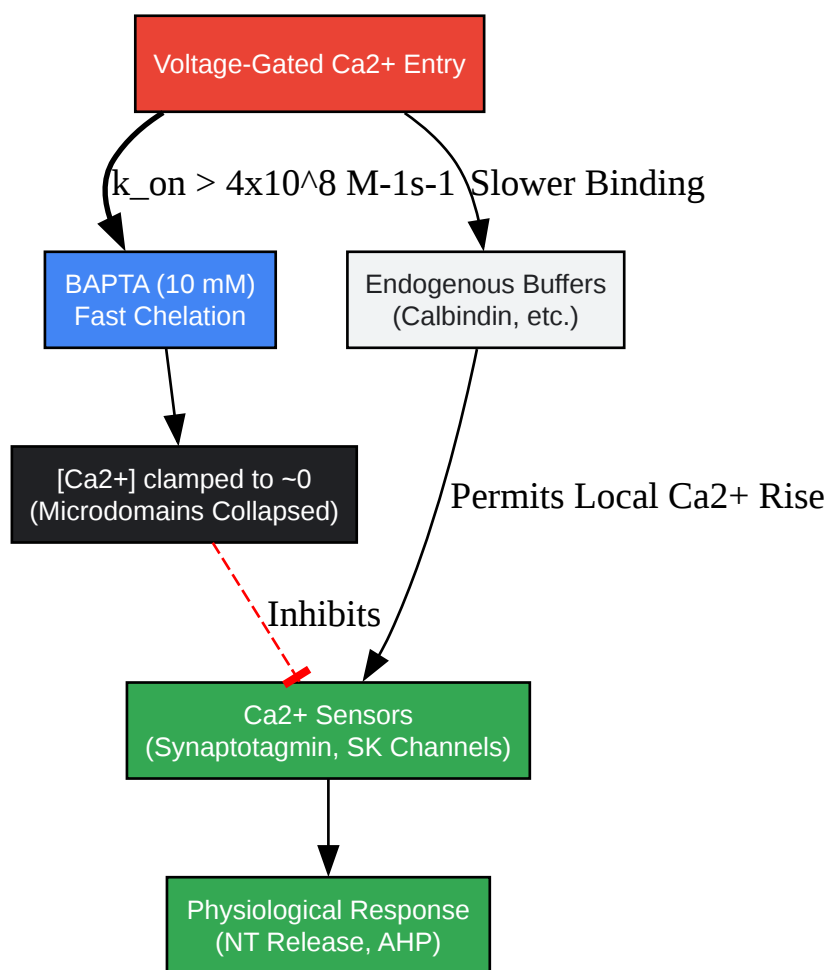 Voltage-Gated Ca2+ Entry
k_on > 4x10^8 M-1s-1
Slower Binding
BAPTA (10 mM)
Fast Chelation
Endogenous Buffers
(Calbindin, etc.)
[Ca2+] clamped to ~0
(Microdomains Collapsed)
Permits Local Ca2+ Rise
Inhibits
Ca2+ Sensors
(Synaptotagmin, SK Channels)
Physiological Response
(NT Release, AHP)